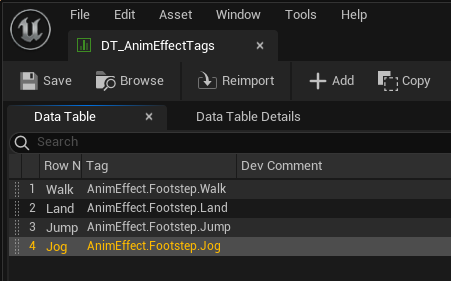 File Edit Asset Window Tools Help
DT_AnimEffectTags
Save Browse Reimport Add Copy
Data Table Data Table Details
Search
Row N Tag Dev Comment
1 Walk AnimEffect.Footstep.Walk
2 Land AnimEffect.Footstep.Land
3 Jump AnimEffect.Footstep.Jump
4 Jog AnimEffect.Footstep.Jog